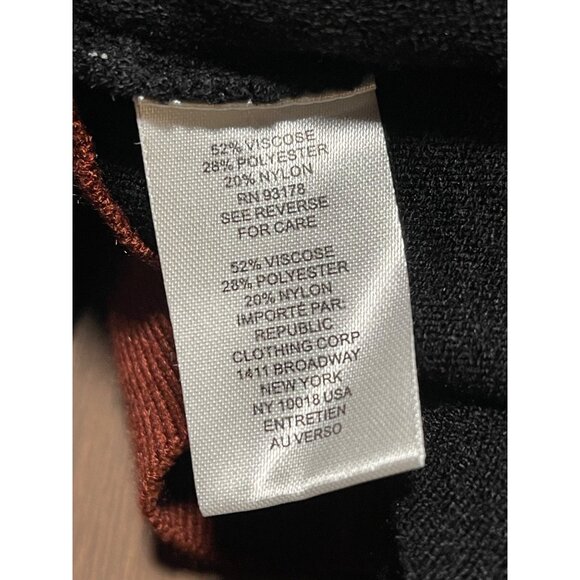 52% VISCOSE
28% POLYESTER
20% NYLON
RN 93178
SEE REVERSE
FOR CARE
52% VISCOSE
28% POLYESTER
20% NYLON
IMPORTÉ PAR:
REPUBLIC
CLOTHING CORP
1411 BROADWAY
NEW YORK
NY 10018 USA
ENTRETIEN
AU VERSO